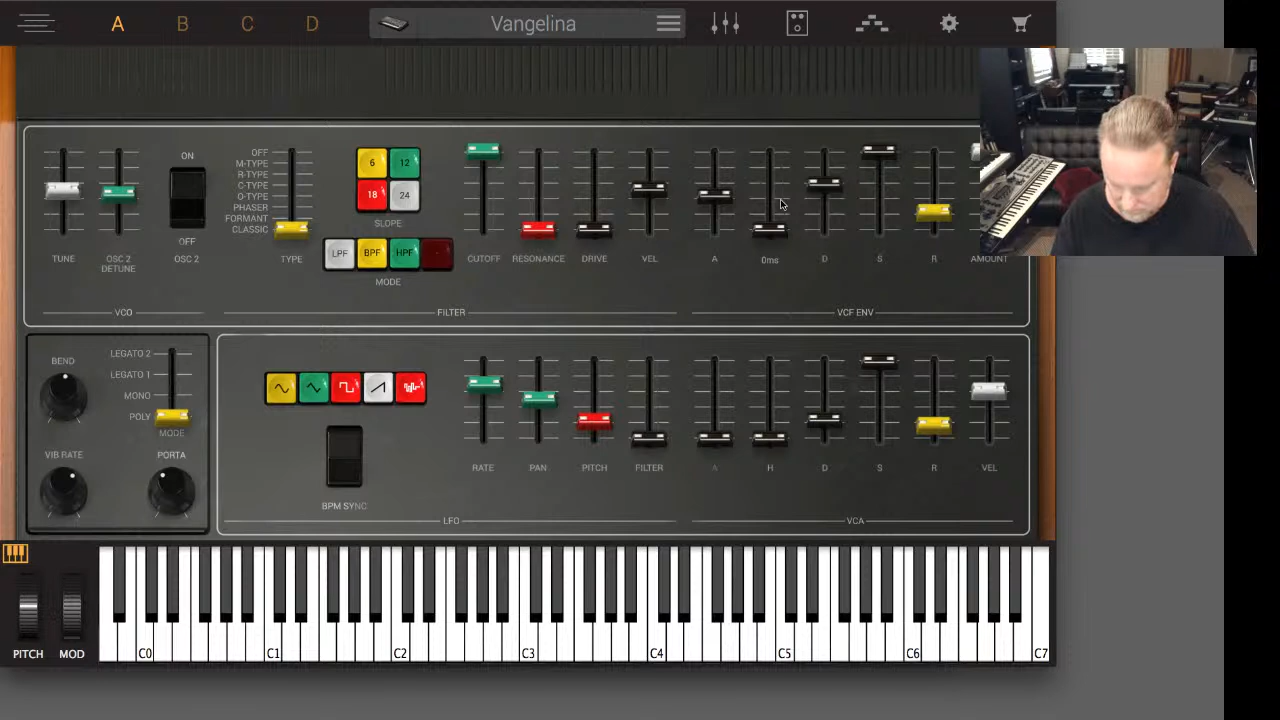 A B C D Vangelina
ON
OFF
M-TYPE
R-TYPE
C-TYPE
O-TYPE
PHASER
FORMANT
CLASSIC
6 12
18 24
SLOPE
LPF BPF HPF
MODE
OFF
TUNE OSC 2 DETUNE OSC 2 TYPE CUTOFF RESONANCE DRIVE VEL A 0ms D S R AMOUNT
VCO FILTER VCF ENV
BEND
LEGATO 2
LEGATO 1
MONO
POLY
MODE
VIB RATE PORTA
BPM SYNC
RATE PAN PITCH FILTER A H D S R VEL
LFO VCA
PITCH MOD
C0 C1 C2 C3 C4 C5 C6 C7